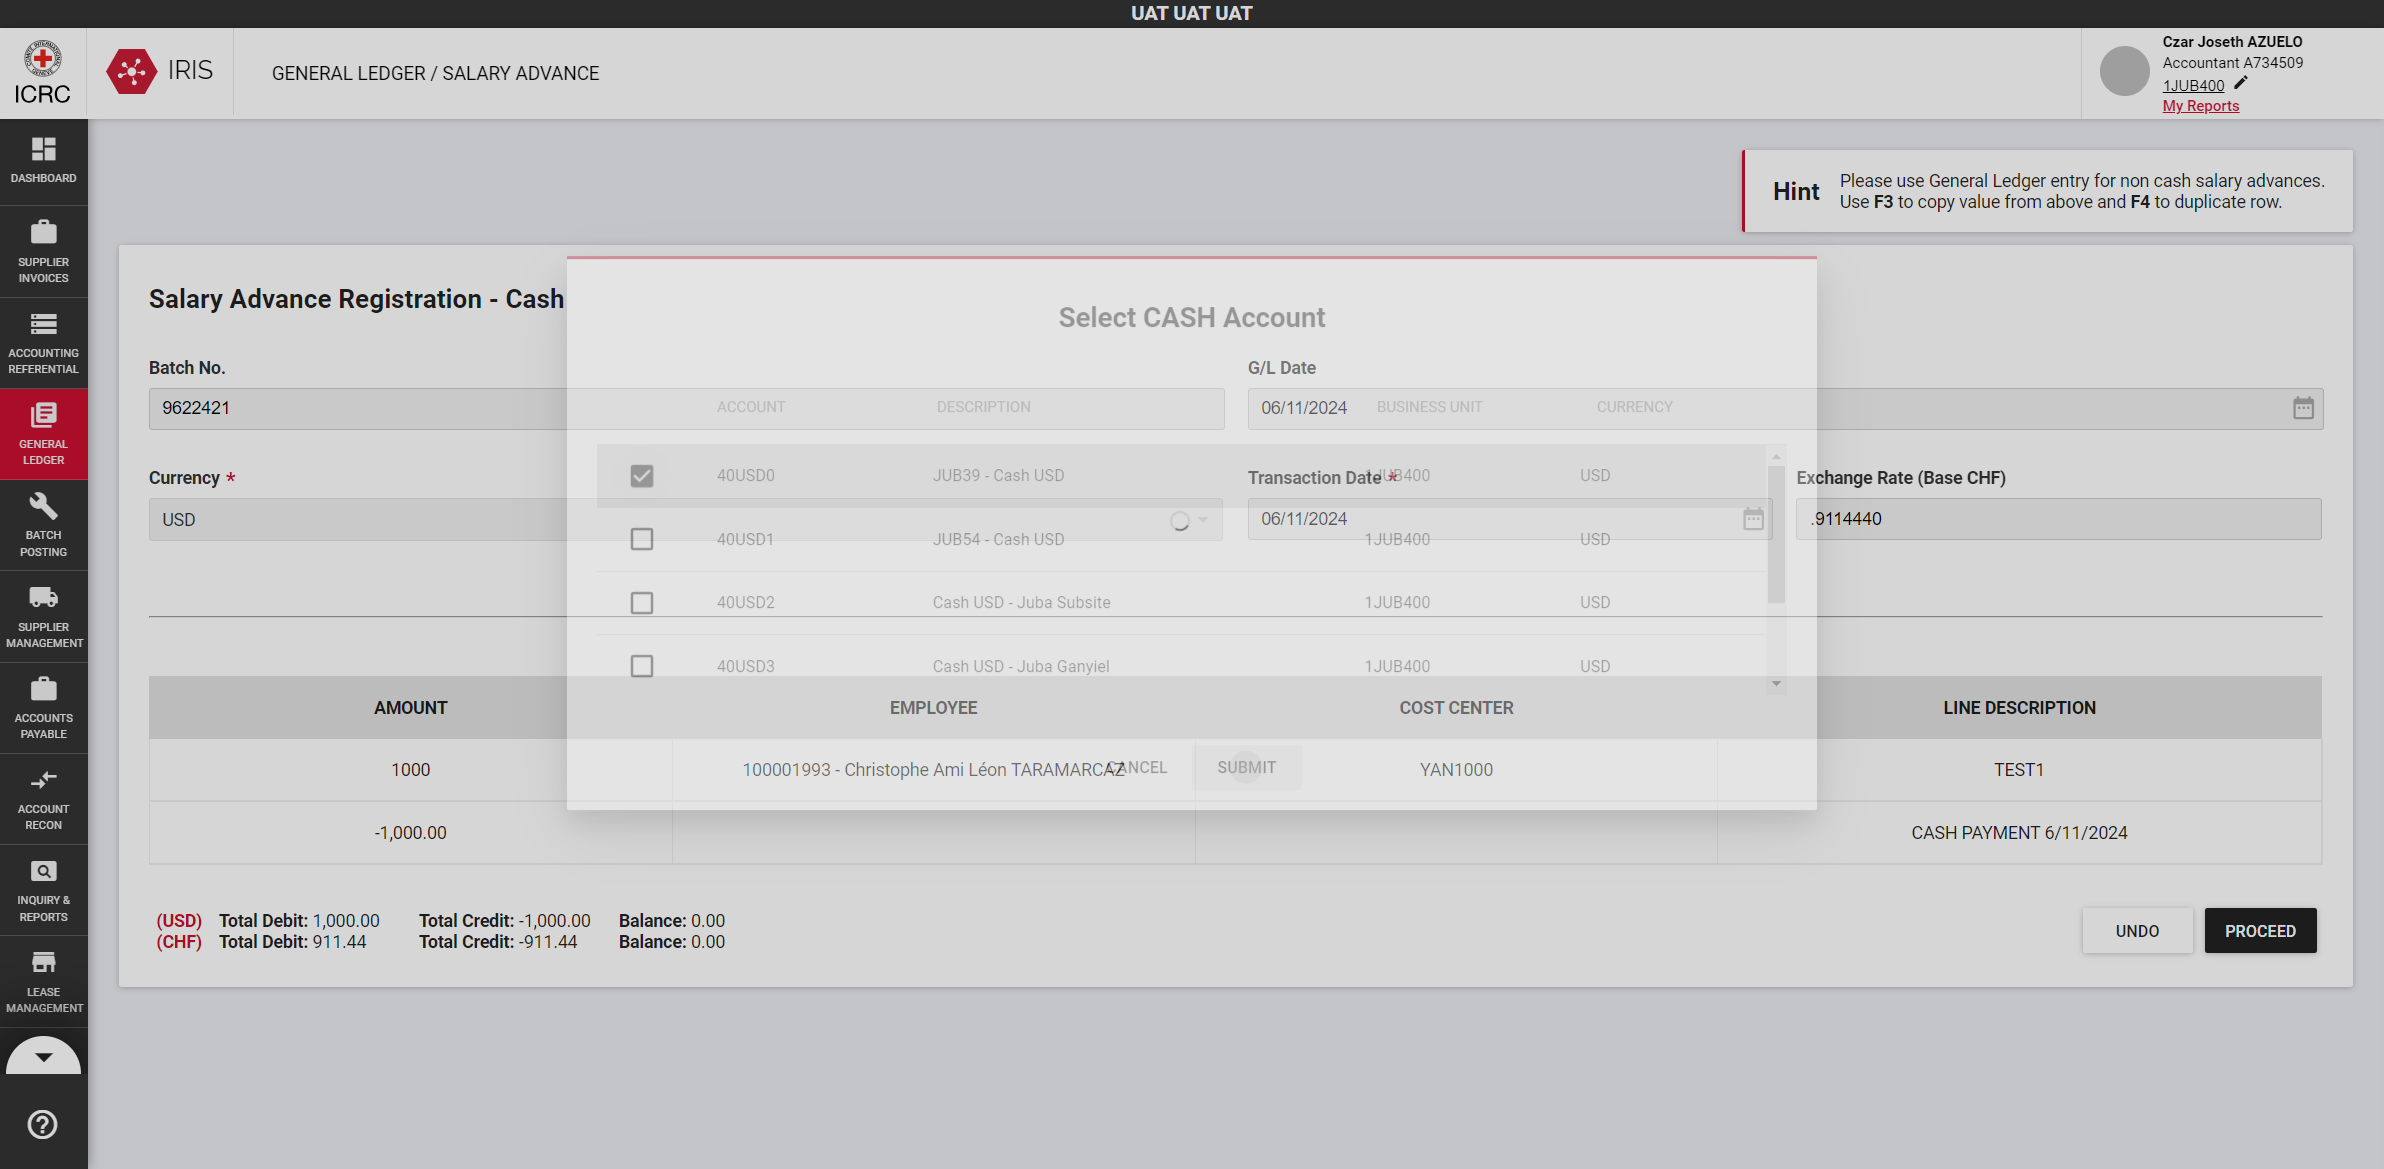 UAT UAT UAT
ICRC
IRIS
GENERAL LEDGER / SALARY ADVANCE
Czar Joseth AZUELO
Accountant A734509
1JUB400
My Reports
DASHBOARD
SUPPLIER
INVOICES
ACCOUNTING
REFERENTIAL
GENERAL
LEDGER
BATCH
POSTING
SUPPLIER
MANAGEMENT
ACCOUNTS
PAYABLE
ACCOUNT
RECON
INQUIRY &
REPORTS
LEASE
MANAGEMENT
Hint
Please use General Ledger entry for non cash salary advances.
Use F3 to copy value from above and F4 to duplicate row.
Salary Advance Registration - Cash
Select CASH Account
Batch No.
9622421
G/L Date
06/11/2024
ACCOUNT DESCRIPTION BUSINESS UNIT CURRENCY
Currency *
USD
Transaction Date *
06/11/2024
Exchange Rate (Base CHF)
.9114440
40USD0 JUB39 - Cash USD 1JUB400 USD
40USD1 JUB54 - Cash USD 1JUB400 USD
40USD2 Cash USD - Juba Subsite 1JUB400 USD
40USD3 Cash USD - Juba Ganyiel 1JUB400 USD
CANCEL SUBMIT
AMOUNT EMPLOYEE COST CENTER LINE DESCRIPTION
1000 100001993 - Christophe Ami Léon TARAMARCAZ YAN1000 TEST1
-1,000.00 CASH PAYMENT 6/11/2024
(USD) Total Debit: 1,000.00 Total Credit: -1,000.00 Balance: 0.00
(CHF) Total Debit: 911.44 Total Credit: -911.44 Balance: 0.00
UNDO
PROCEED